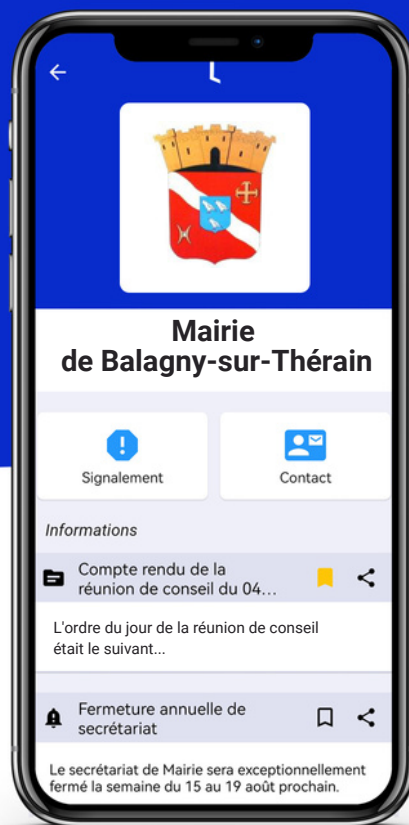 Mairie
de Balagny-sur-Thérain
Signalement
Contact
Informations
Compte rendu de la
réunion de conseil du 04...
L'ordre du jour de la réunion de conseil
était le suivant...
Fermeture annuelle de
secrétariat
Le secrétariat de Mairie sera exceptionnellement
fermé la semaine du 15 au 19 août prochain.